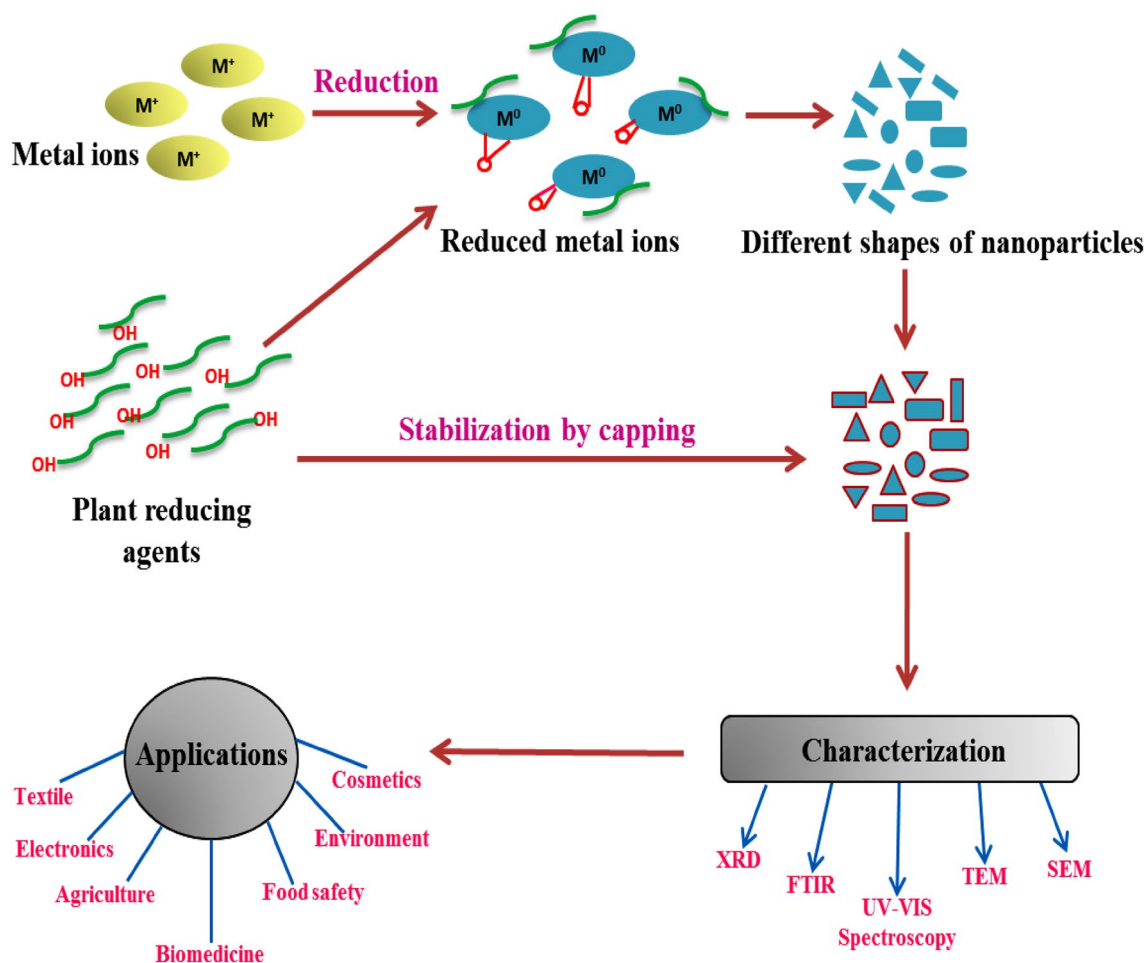 M⁺
M⁺
M⁺
M⁺
Metal ions
Reduction
M⁰
M⁰
M⁰
M⁰
Reduced metal ions
Different shapes of nanoparticles
OH
OH
OH
OH
OH
OH
OH
OH
OH
Plant reducing
agents
Stabilization by capping
Characterization
XRD
FTIR
UV-VIS
Spectroscopy
TEM
SEM
Applications
Textile
Electronics
Agriculture
Biomedicine
Food safety
Environment
Cosmetics